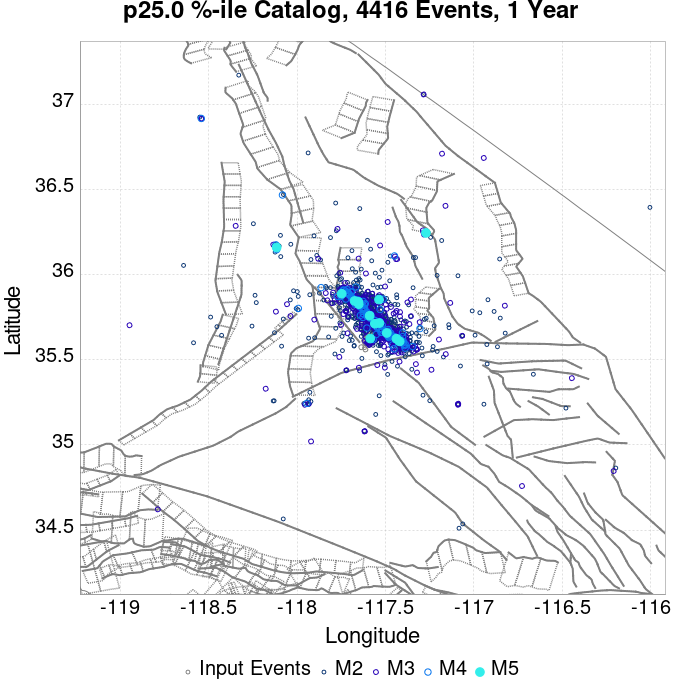 p25.0 %-ile Catalog, 4416 Events, 1 Year
37
36.5
36
35.5
35
34.5
Latitude
-119 -118.5 -118 -117.5 -117 -116.5 -116
Longitude
Input Events M2 M3 M4 M5